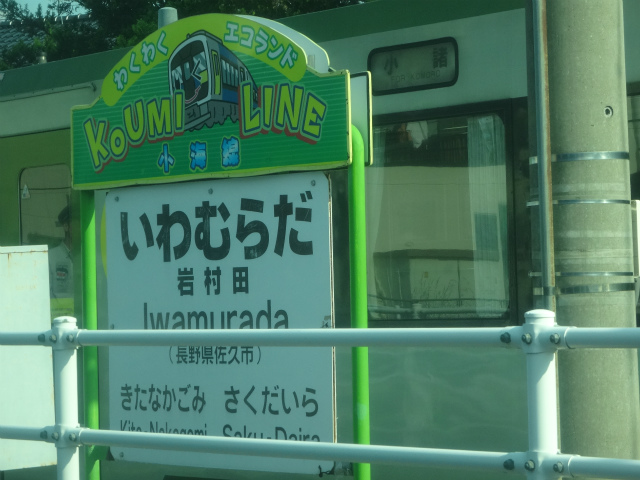 わくわく エコランド
KOUMI LINE
小海線
小諸
いわむらだ
岩村田
Iwamurada
(長野県佐久市)
きたなかごみ さくだいら
Kita-Nakagomi Saku-Daira